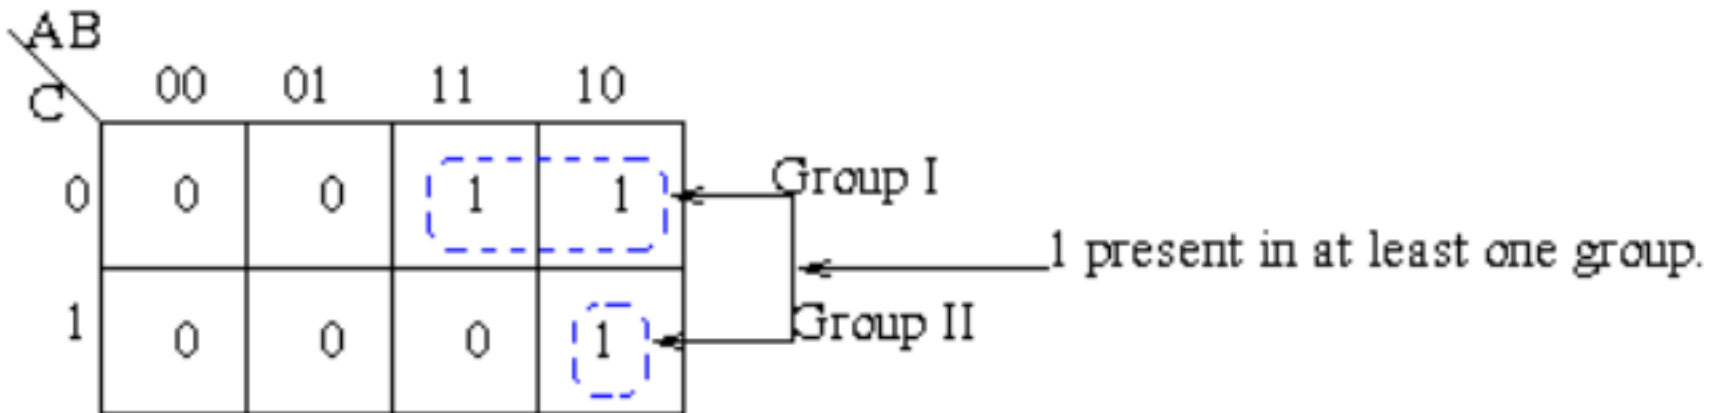 AB
C
00 01 11 10
0 0 0 1 1
Group I
1 present in at least one group.
1 0 0 0 1
Group II